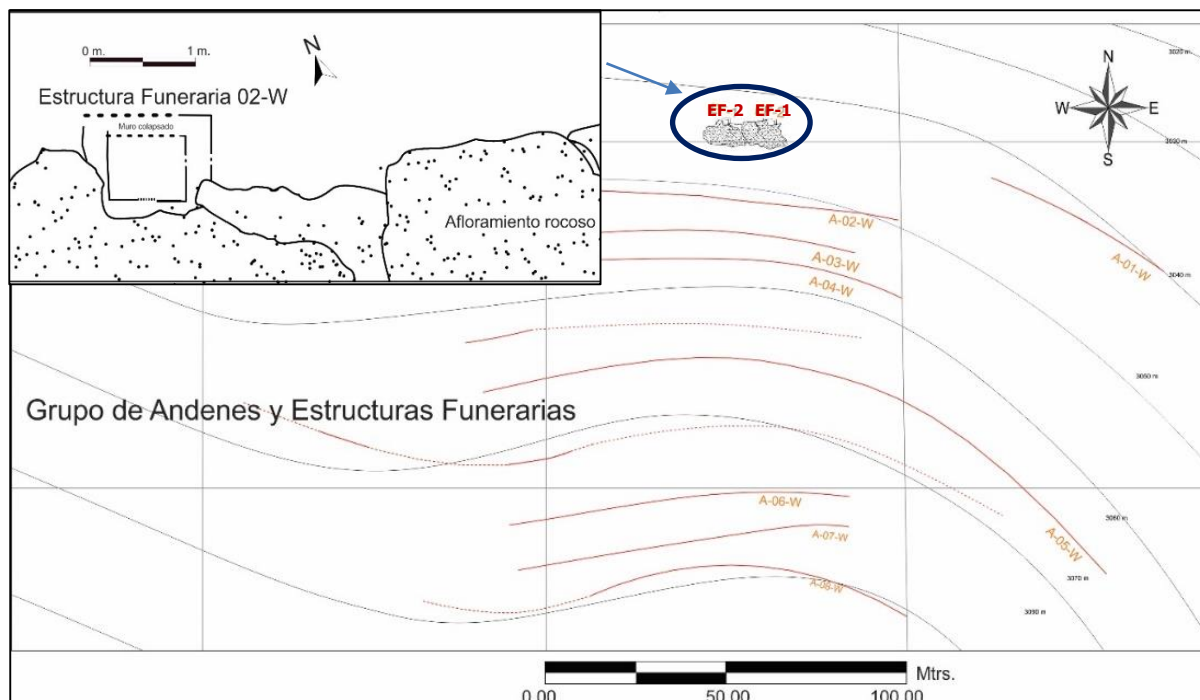 0 m.
1 m.
N
Estructura Funeraria 02-W
Muro colapsado
Afloramiento rocoso
EF-2 EF-1
N
W E
S
3030 m.
A-02-W
A-03-W
A-04-W
A-01-W
3040 m.
3050 m
Grupo de Andenes y Estructuras Funerarias
A-06-W
A-07-W
A-08-W
A-05-W
3060 m
3070 m
Mtrs.
0.00 50.00 100.00